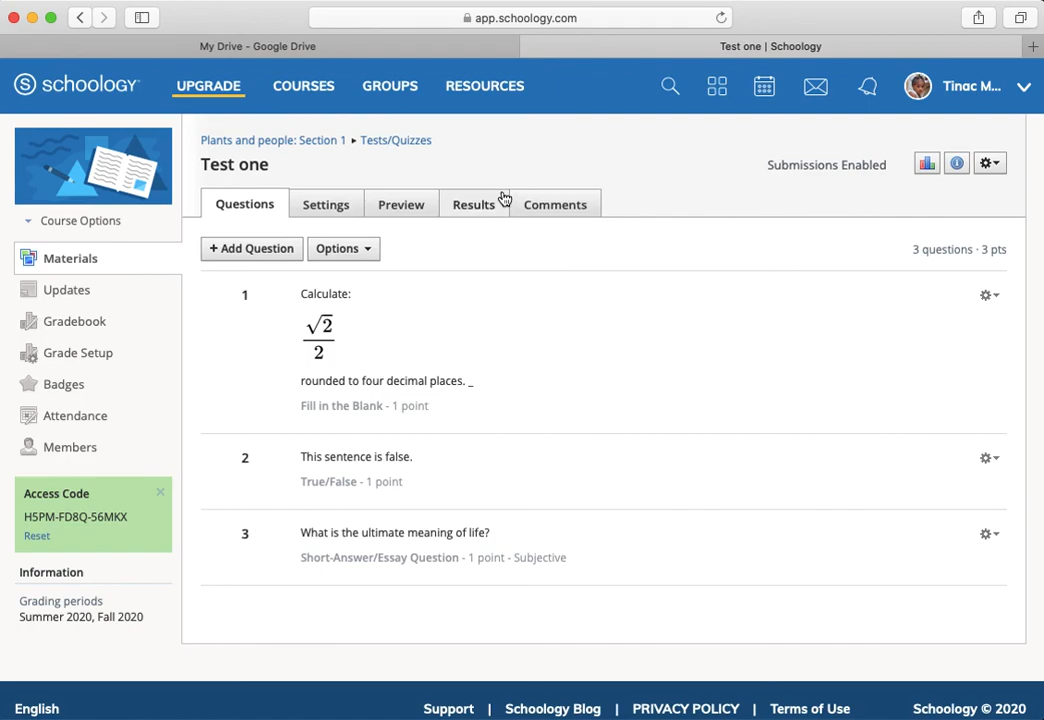 app.schoology.com
My Drive - Google Drive
Test one | Schoology
schoology
UPGRADE
COURSES
GROUPS
RESOURCES
Tinac M...
Plants and people: Section 1 ▸ Tests/Quizzes
Test one
Submissions Enabled
Course Options
Questions
Settings
Preview
Results
Comments
Materials
Updates
Gradebook
Grade Setup
Badges
Attendance
Members
Access Code
H5PM-FD8Q-56MKX
Reset
Information
Grading periods
Summer 2020, Fall 2020
+ Add Question
Options
3 questions · 3 pts
1
Calculate:
√2
2
rounded to four decimal places. _
Fill in the Blank - 1 point
2
This sentence is false.
True/False - 1 point
3
What is the ultimate meaning of life?
Short-Answer/Essay Question - 1 point - Subjective
English
Support | Schoology Blog | PRIVACY POLICY | Terms of Use
Schoology © 2020